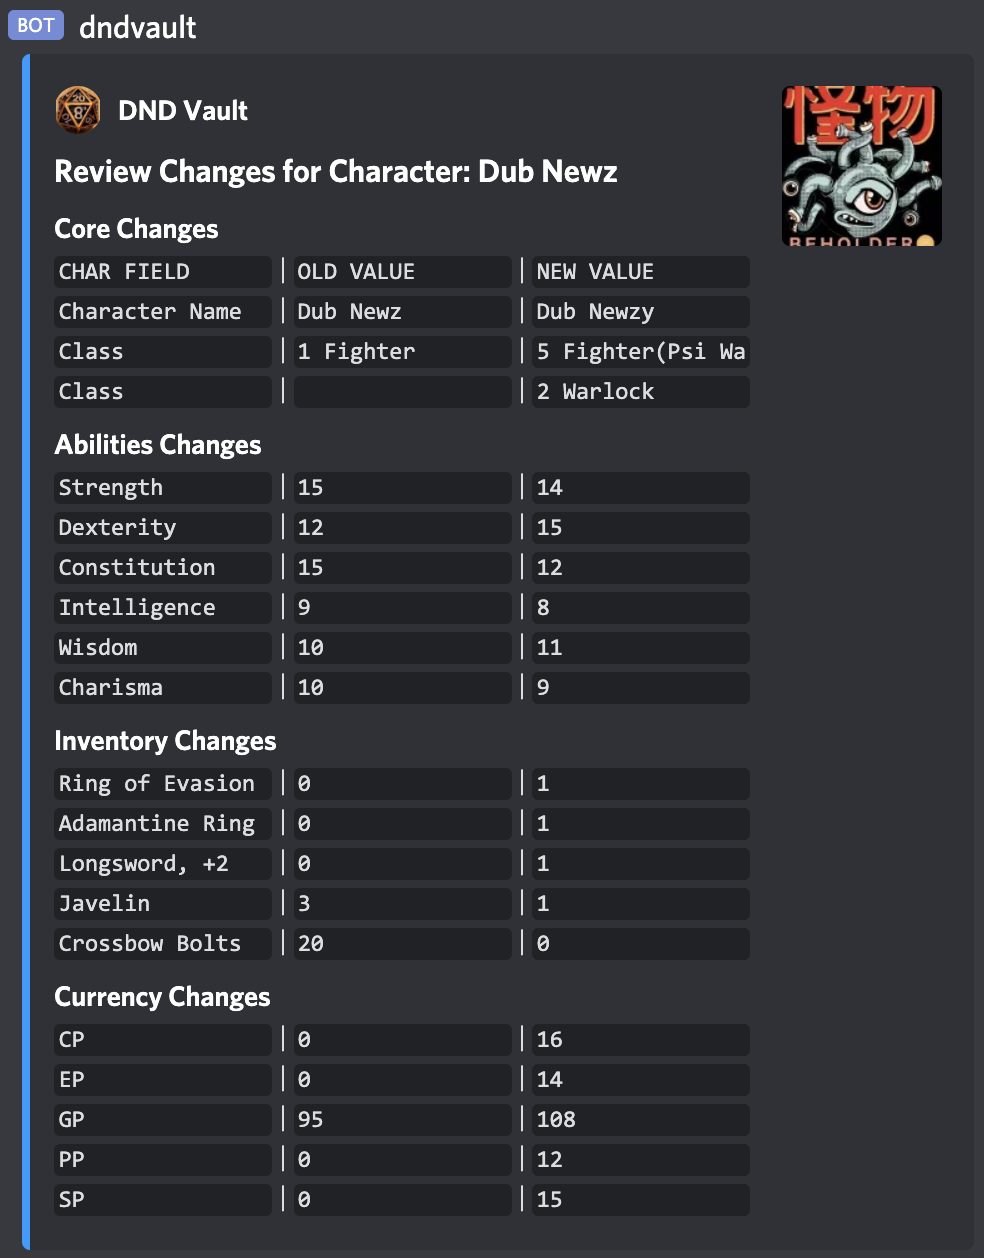 BOT dndvault
DND Vault
怪物
BEHOLDER
Review Changes for Character: Dub Newz
Core Changes
CHAR FIELD | OLD VALUE | NEW VALUE
Character Name | Dub Newz | Dub Newzy
Class | 1 Fighter | 5 Fighter(Psi Wa
Class | | 2 Warlock
Abilities Changes
Strength | 15 | 14
Dexterity | 12 | 15
Constitution | 15 | 12
Intelligence | 9 | 8
Wisdom | 10 | 11
Charisma | 10 | 9
Inventory Changes
Ring of Evasion | 0 | 1
Adamantine Ring | 0 | 1
Longsword, +2 | 0 | 1
Javelin | 3 | 1
Crossbow Bolts | 20 | 0
Currency Changes
CP | 0 | 16
EP | 0 | 14
GP | 95 | 108
PP | 0 | 12
SP | 0 | 15